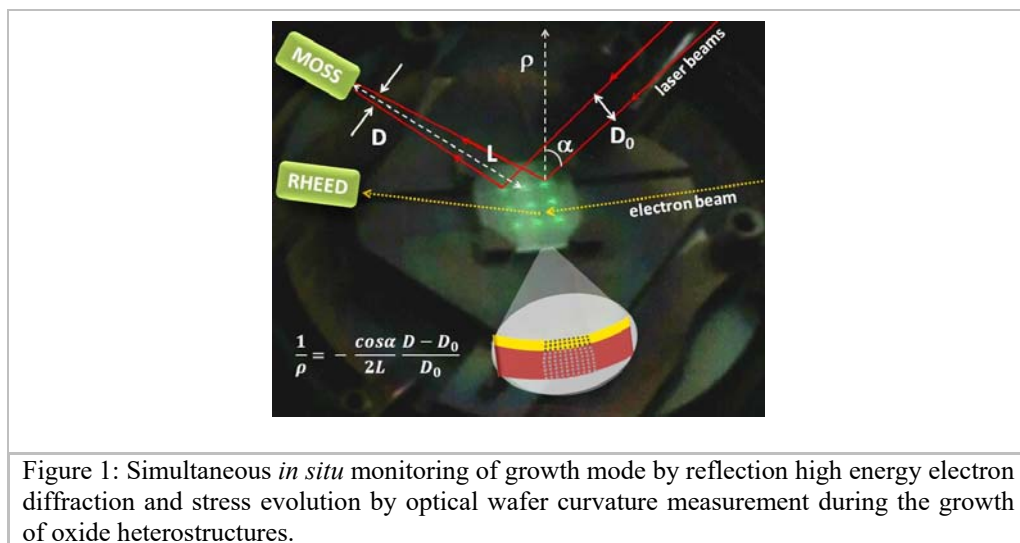 MOSS
ρ
laser beams
D₀
D
L
α
RHEED
electron beam
1/ρ = − cosα/2L D − D₀/D₀
Figure 1: Simultaneous in situ monitoring of growth mode by reflection high energy electron
diffraction and stress evolution by optical wafer curvature measurement during the growth
of oxide heterostructures.